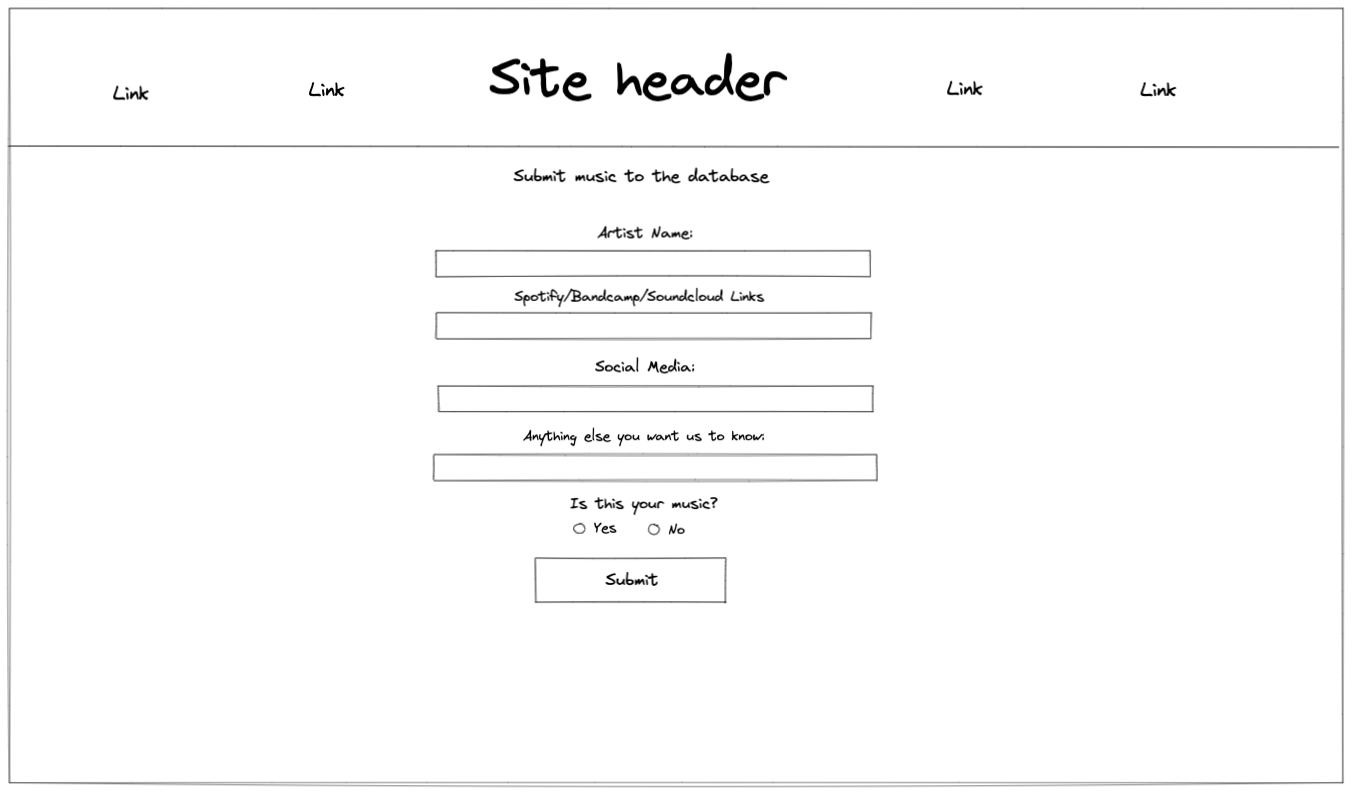 Link Link Site header Link Link
Submit music to the database
Artist Name:
Spotify/Bandcamp/Soundcloud Links
Social Media:
Anything else you want us to know:
Is this your music?
Yes No
Submit